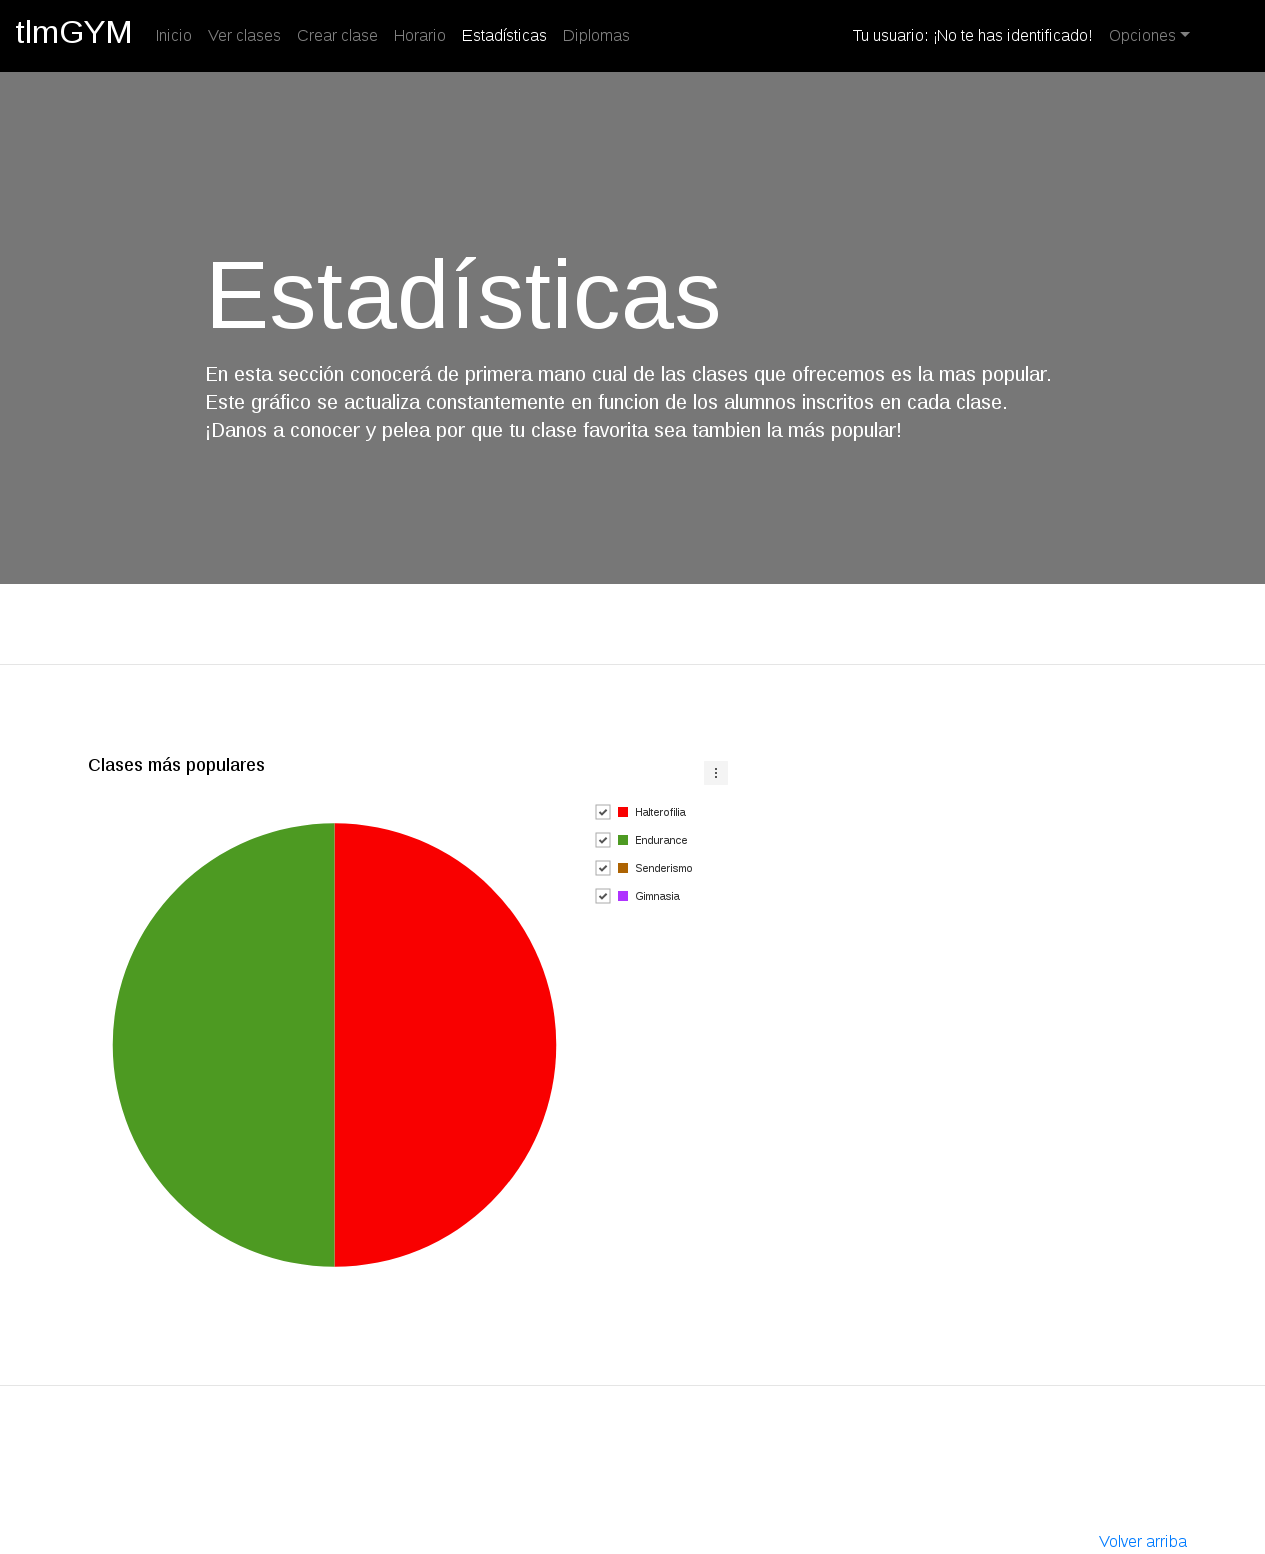 tlmGYM Inicio Ver clases Crear clase Horario Estadísticas Diplomas Tu usuario: ¡No te has identificado! Opciones
Estadísticas
En esta sección conocerá de primera mano cual de las clases que ofrecemos es la mas popular.
Este gráfico se actualiza constantemente en funcion de los alumnos inscritos en cada clase.
¡Danos a conocer y pelea por que tu clase favorita sea tambien la más popular!
Clases más populares
Halterofilia
Endurance
Senderismo
Gimnasia
Volver arriba